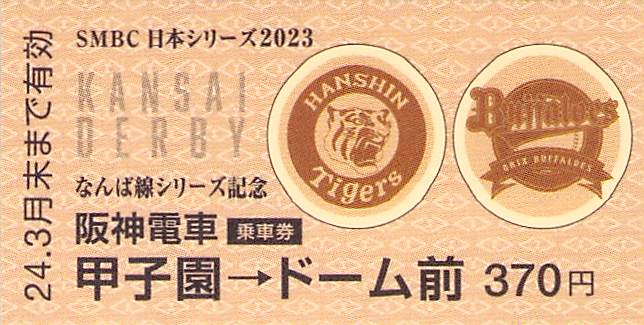 SMBC 日本シリーズ2023
KANSAI
DERBY
なんば線シリーズ記念
阪神電車 乗車券
甲子園→ドーム前 370円
24.3月末まで有効
HANSHIN
Tigers
Buffaloes
ORIX BUFFALOES